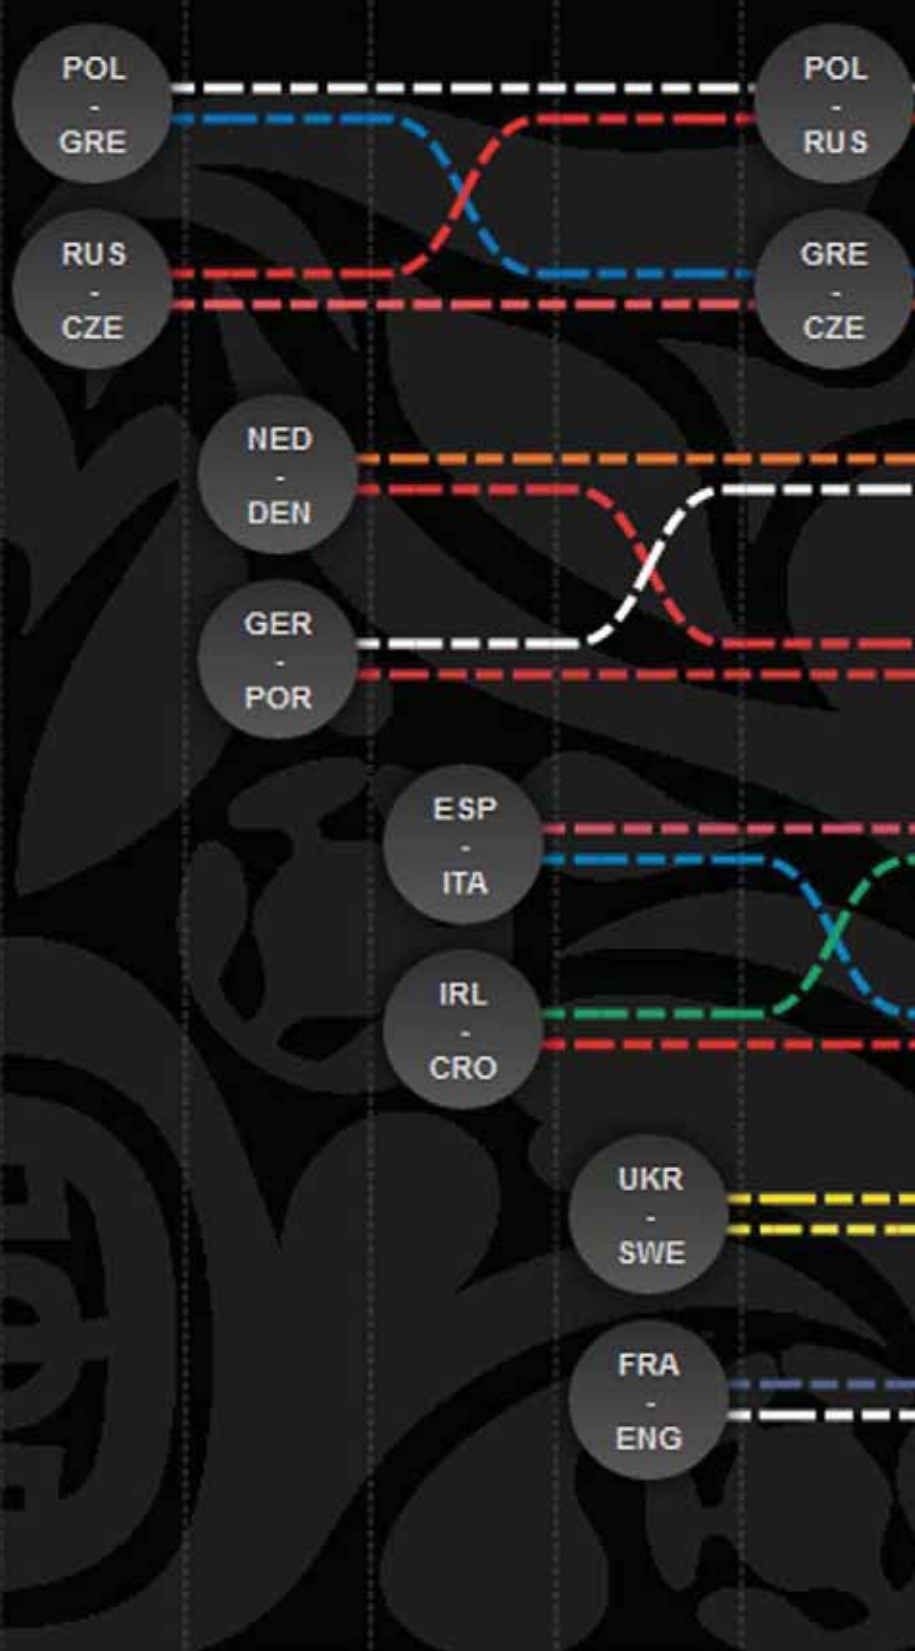 POL
-
GRE
POL
-
RUS
RUS
-
CZE
GRE
-
CZE
NED
-
DEN
GER
-
POR
ESP
-
ITA
IRL
-
CRO
UKR
-
SWE
FRA
-
ENG